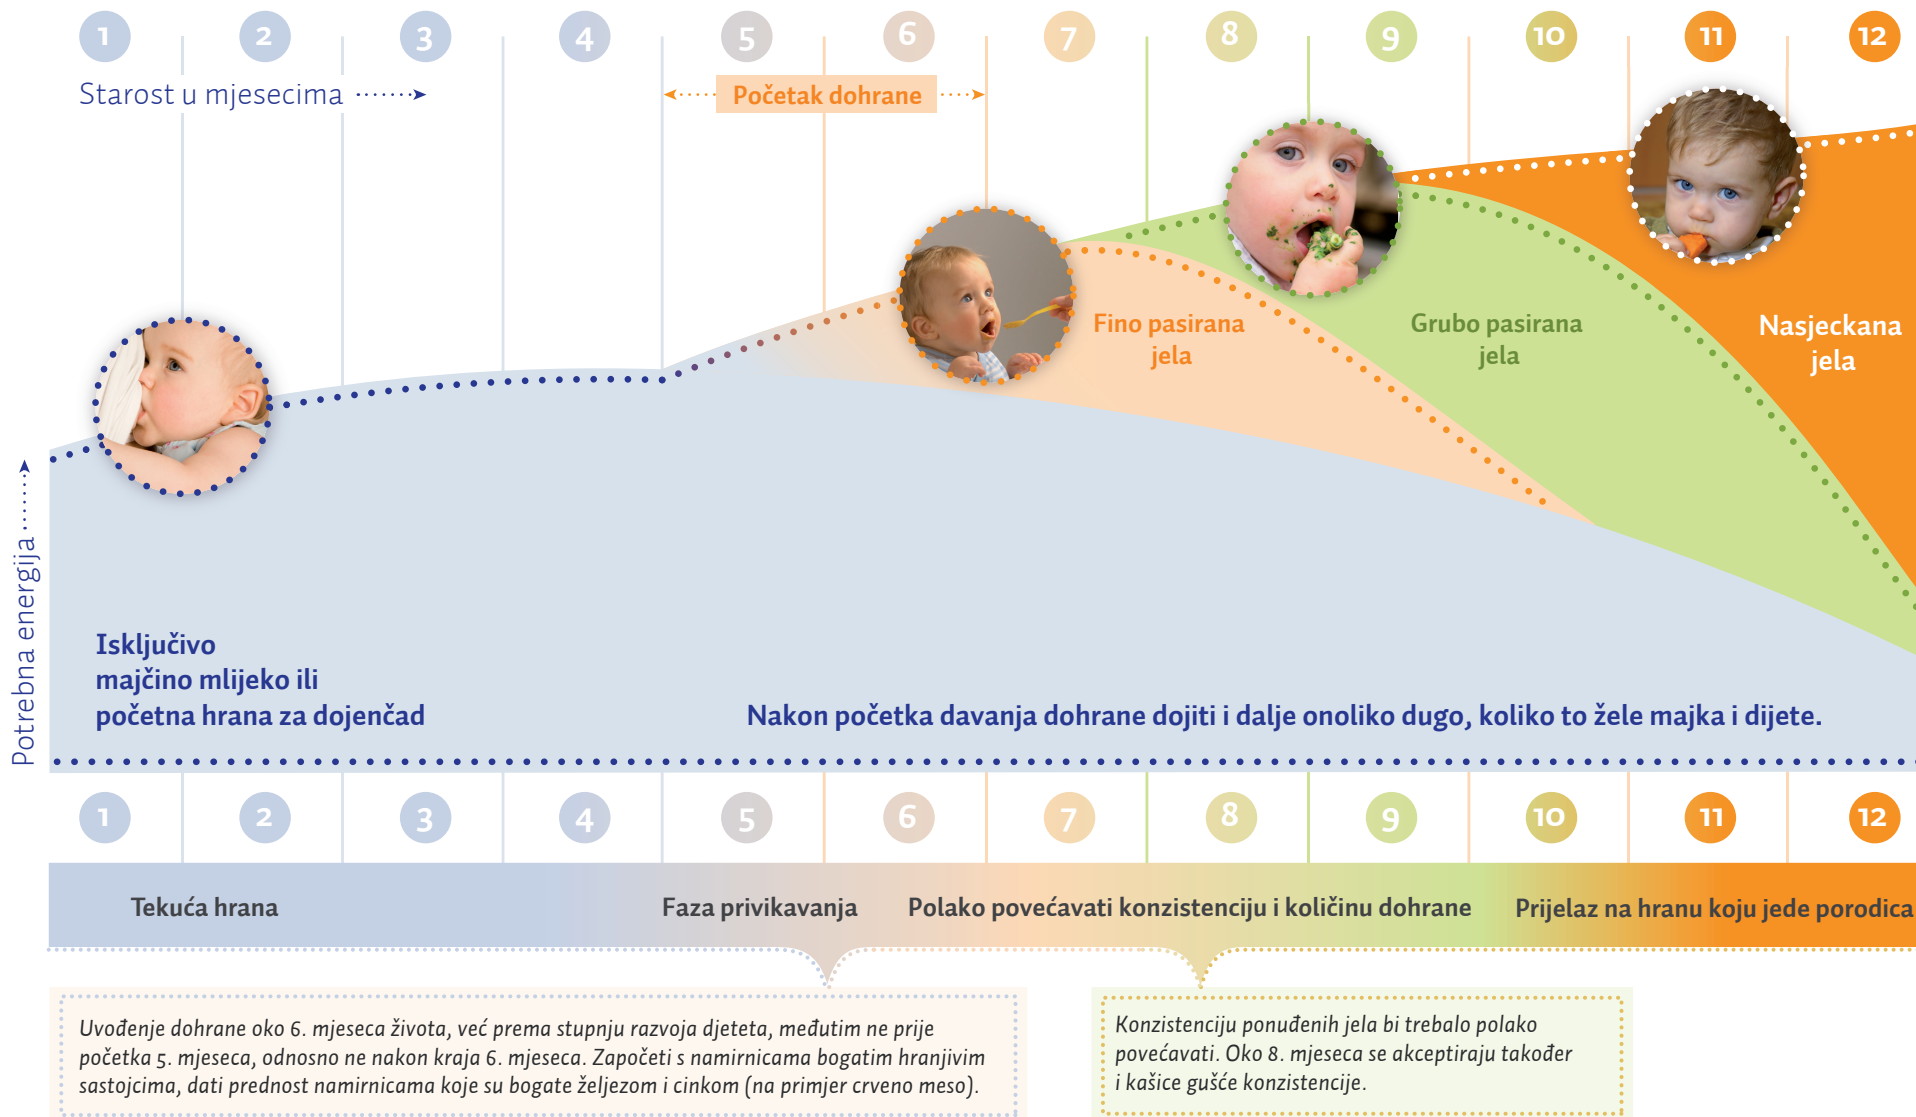 1 2 3 4 5 6 7 8 9 10 11 12
Starost u mjesecima
Početak dohrane
Fino pasirana
jela
Grubo pasirana
jela
Nasjeckana
jela
Potrebna energija
Isključivo
majčino mlijeko ili
početna hrana za dojenčad
Nakon početka davanja dohrane dojiti i dalje onoliko dugo, koliko to žele majka i dijete.
1 2 3 4 5 6 7 8 9 10 11 12
Tekuća hrana
Faza privikavanja
Polako povećavati konzistenciju i količinu dohrane
Prijelaz na hranu koju jede porodica
Uvođenje dohrane oko 6. mjeseca života, već prema stupnju razvoja djeteta, međutim ne prije
početka 5. mjeseca, odnosno ne nakon kraja 6. mjeseca. Započeti s namirnicama bogatim hranjivim
sastojcima, dati prednost namirnicama koje su bogate željezom i cinkom (na primjer crveno meso).
Konzistenciju ponuđenih jela bi trebalo polako
povećavati. Oko 8. mjeseca se akceptiraju također
i kašice gušće konzistencije.